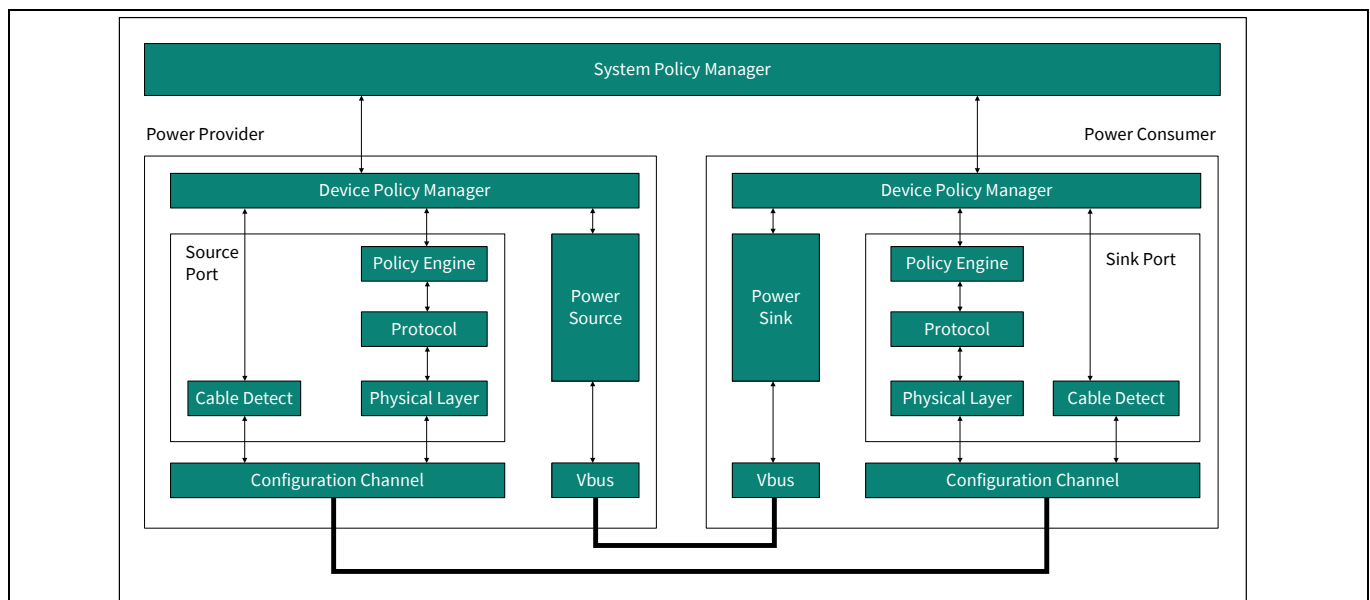 System Policy Manager
Power Provider
Power Consumer
Device Policy Manager
Device Policy Manager
Source
Port
Policy Engine
Power
Source
Protocol
Cable Detect
Physical Layer
Configuration Channel
Vbus
Power
Sink
Policy Engine
Sink Port
Protocol
Physical Layer
Cable Detect
Vbus
Configuration Channel